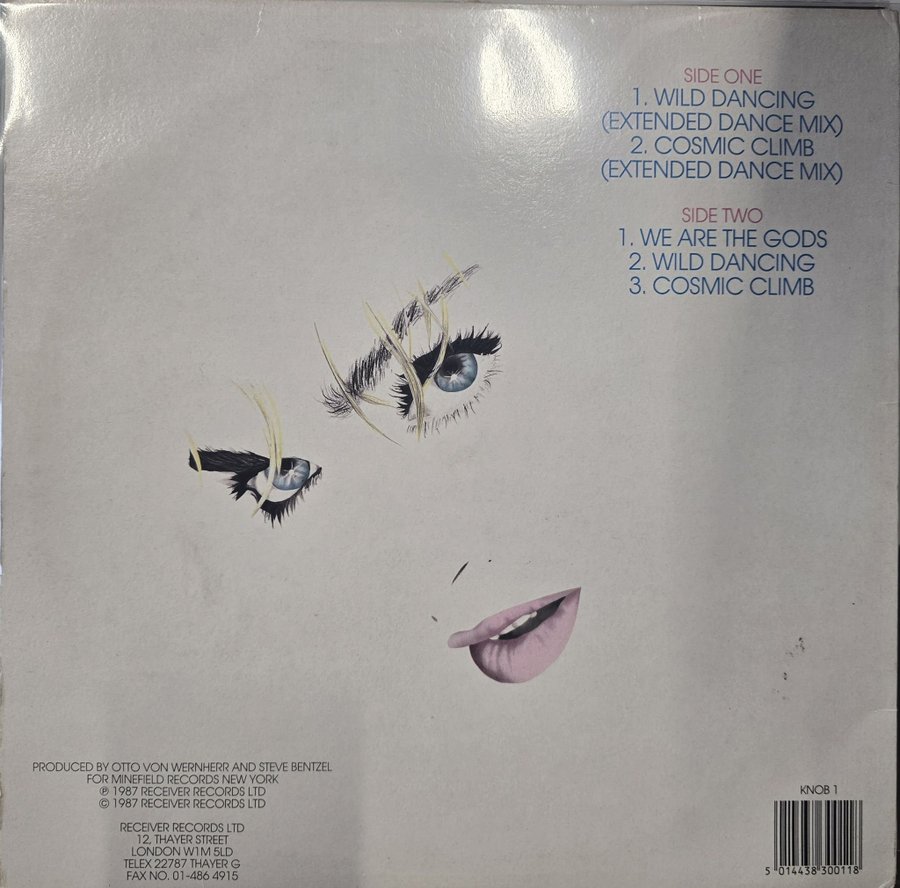 SIDE ONE
1. WILD DANCING
(EXTENDED DANCE MIX)
2. COSMIC CLIMB
(EXTENDED DANCE MIX)
SIDE TWO
1. WE ARE THE GODS
2. WILD DANCING
3. COSMIC CLIMB
PRODUCED BY OTTO VON WERNHERR AND STEVE BENTZEL
FOR MINEFIELD RECORDS NEW YORK
℗ 1987 RECEIVER RECORDS LTD
© 1987 RECEIVER RECORDS LTD
RECEIVER RECORDS LTD
12, THAYER STREET
LONDON W1M 5LD
TELEX 22787 THAYER G
FAX NO. 01-486 4915
KNOB 1
5 014438 300118